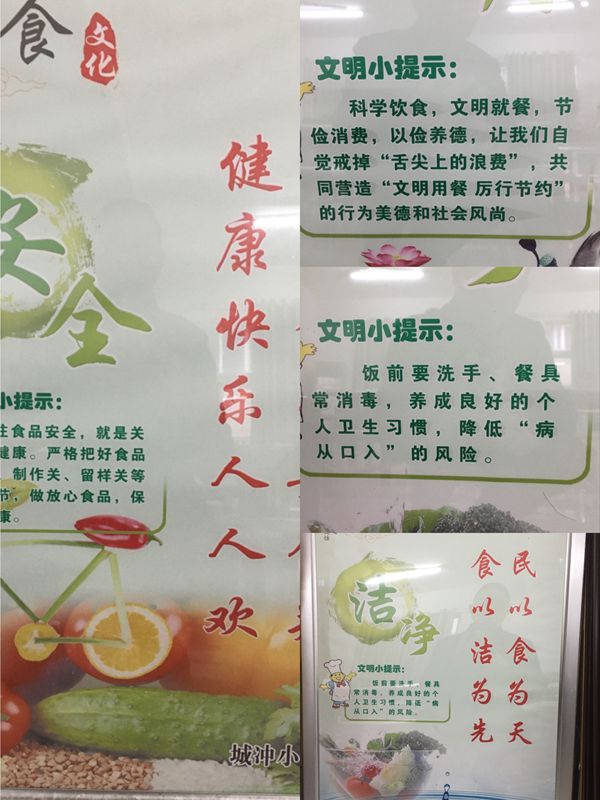 食
文化
安全
健康快乐人人欢
小提示：
食品安全，就是关
健康。严格把好食品
、制作关、留样关等
节，做放心食品，保
康。
城冲小
文明小提示：
科学饮食，文明就餐，节
俭消费，以俭养德，让我们自
觉戒掉“舌尖上的浪费”，共
同营造“文明用餐 厉行节约”
的行为美德和社会风尚。
文明小提示：
饭前要洗手、餐具
常消毒，养成良好的个
人卫生习惯，降低“病
从口入”的风险。
洁净
民以食为天
食以洁为先
文明小提示：
饭前要洗手、餐具
常消毒，养成良好的个
人卫生习惯，降低“病
从口入”的风险。